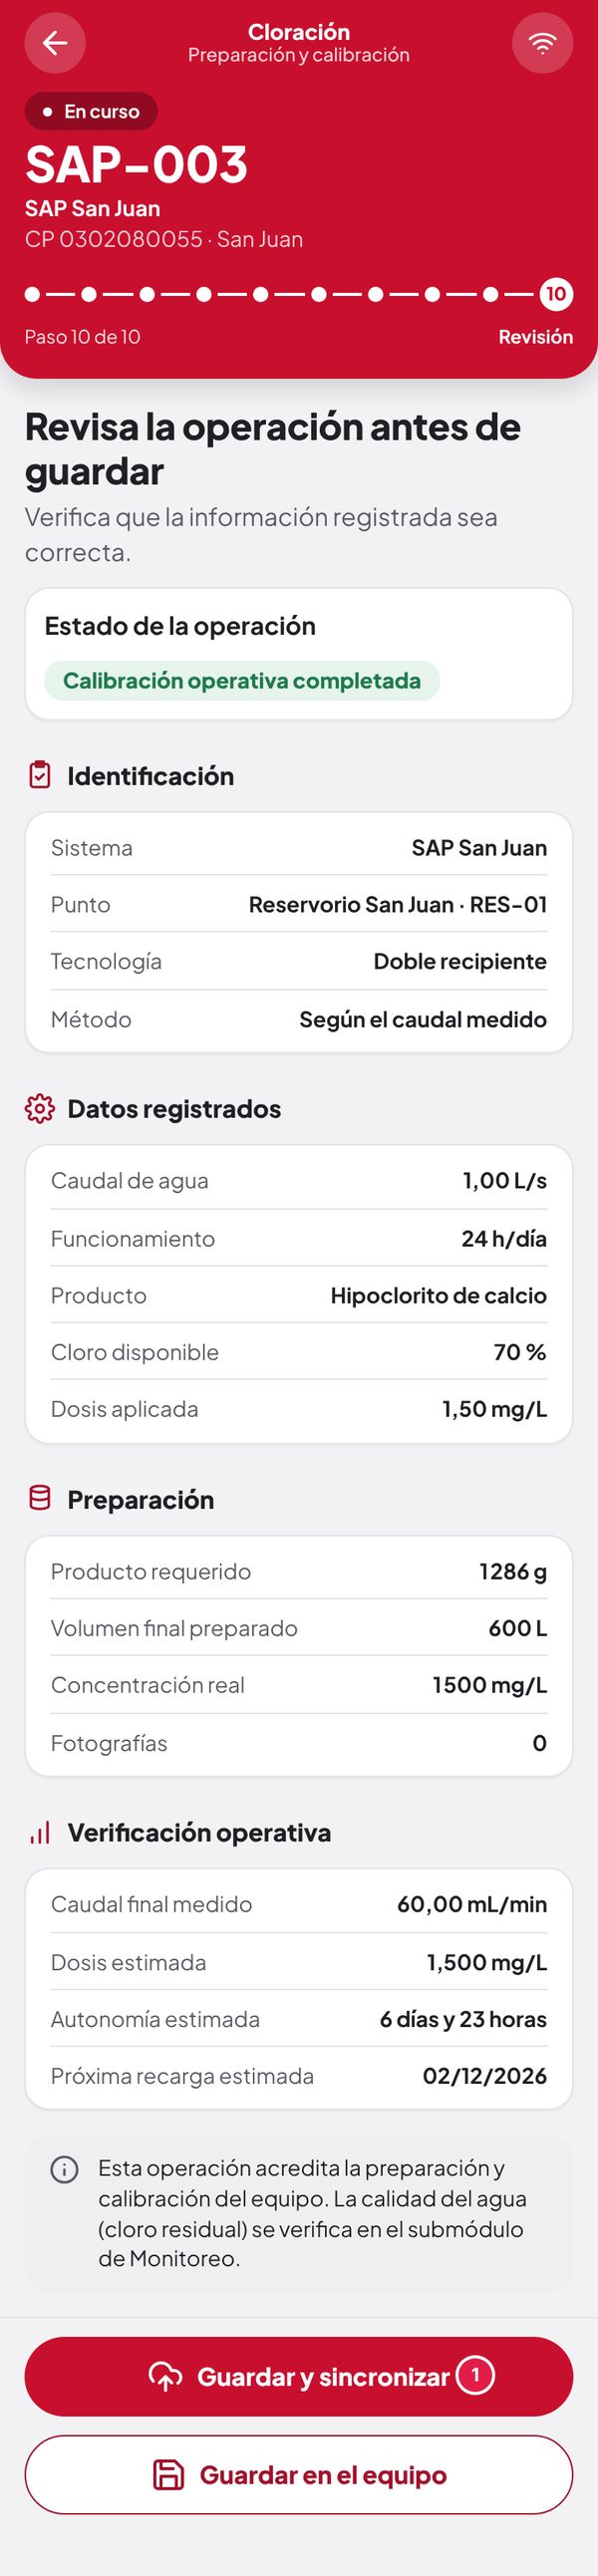 Cloración
Preparación y calibración
En curso
SAP-003
SAP San Juan
CP 0302080055 · San Juan
10
Paso 10 de 10
Revisión
Revisa la operación antes de
guardar
Verifica que la información registrada sea
correcta.
Estado de la operación
Calibración operativa completada
Identificación
Sistema SAP San Juan
Punto Reservorio San Juan · RES-01
Tecnología Doble recipiente
Método Según el caudal medido
Datos registrados
Caudal de agua 1,00 L/s
Funcionamiento 24 h/día
Producto Hipoclorito de calcio
Cloro disponible 70 %
Dosis aplicada 1,50 mg/L
Preparación
Producto requerido 1286 g
Volumen final preparado 600 L
Concentración real 1500 mg/L
Fotografías 0
Verificación operativa
Caudal final medido 60,00 mL/min
Dosis estimada 1,500 mg/L
Autonomía estimada 6 días y 23 horas
Próxima recarga estimada 02/12/2026
Esta operación acredita la preparación y
calibración del equipo. La calidad del agua
(cloro residual) se verifica en el submódulo
de Monitoreo.
Guardar y sincronizar 1
Guardar en el equipo